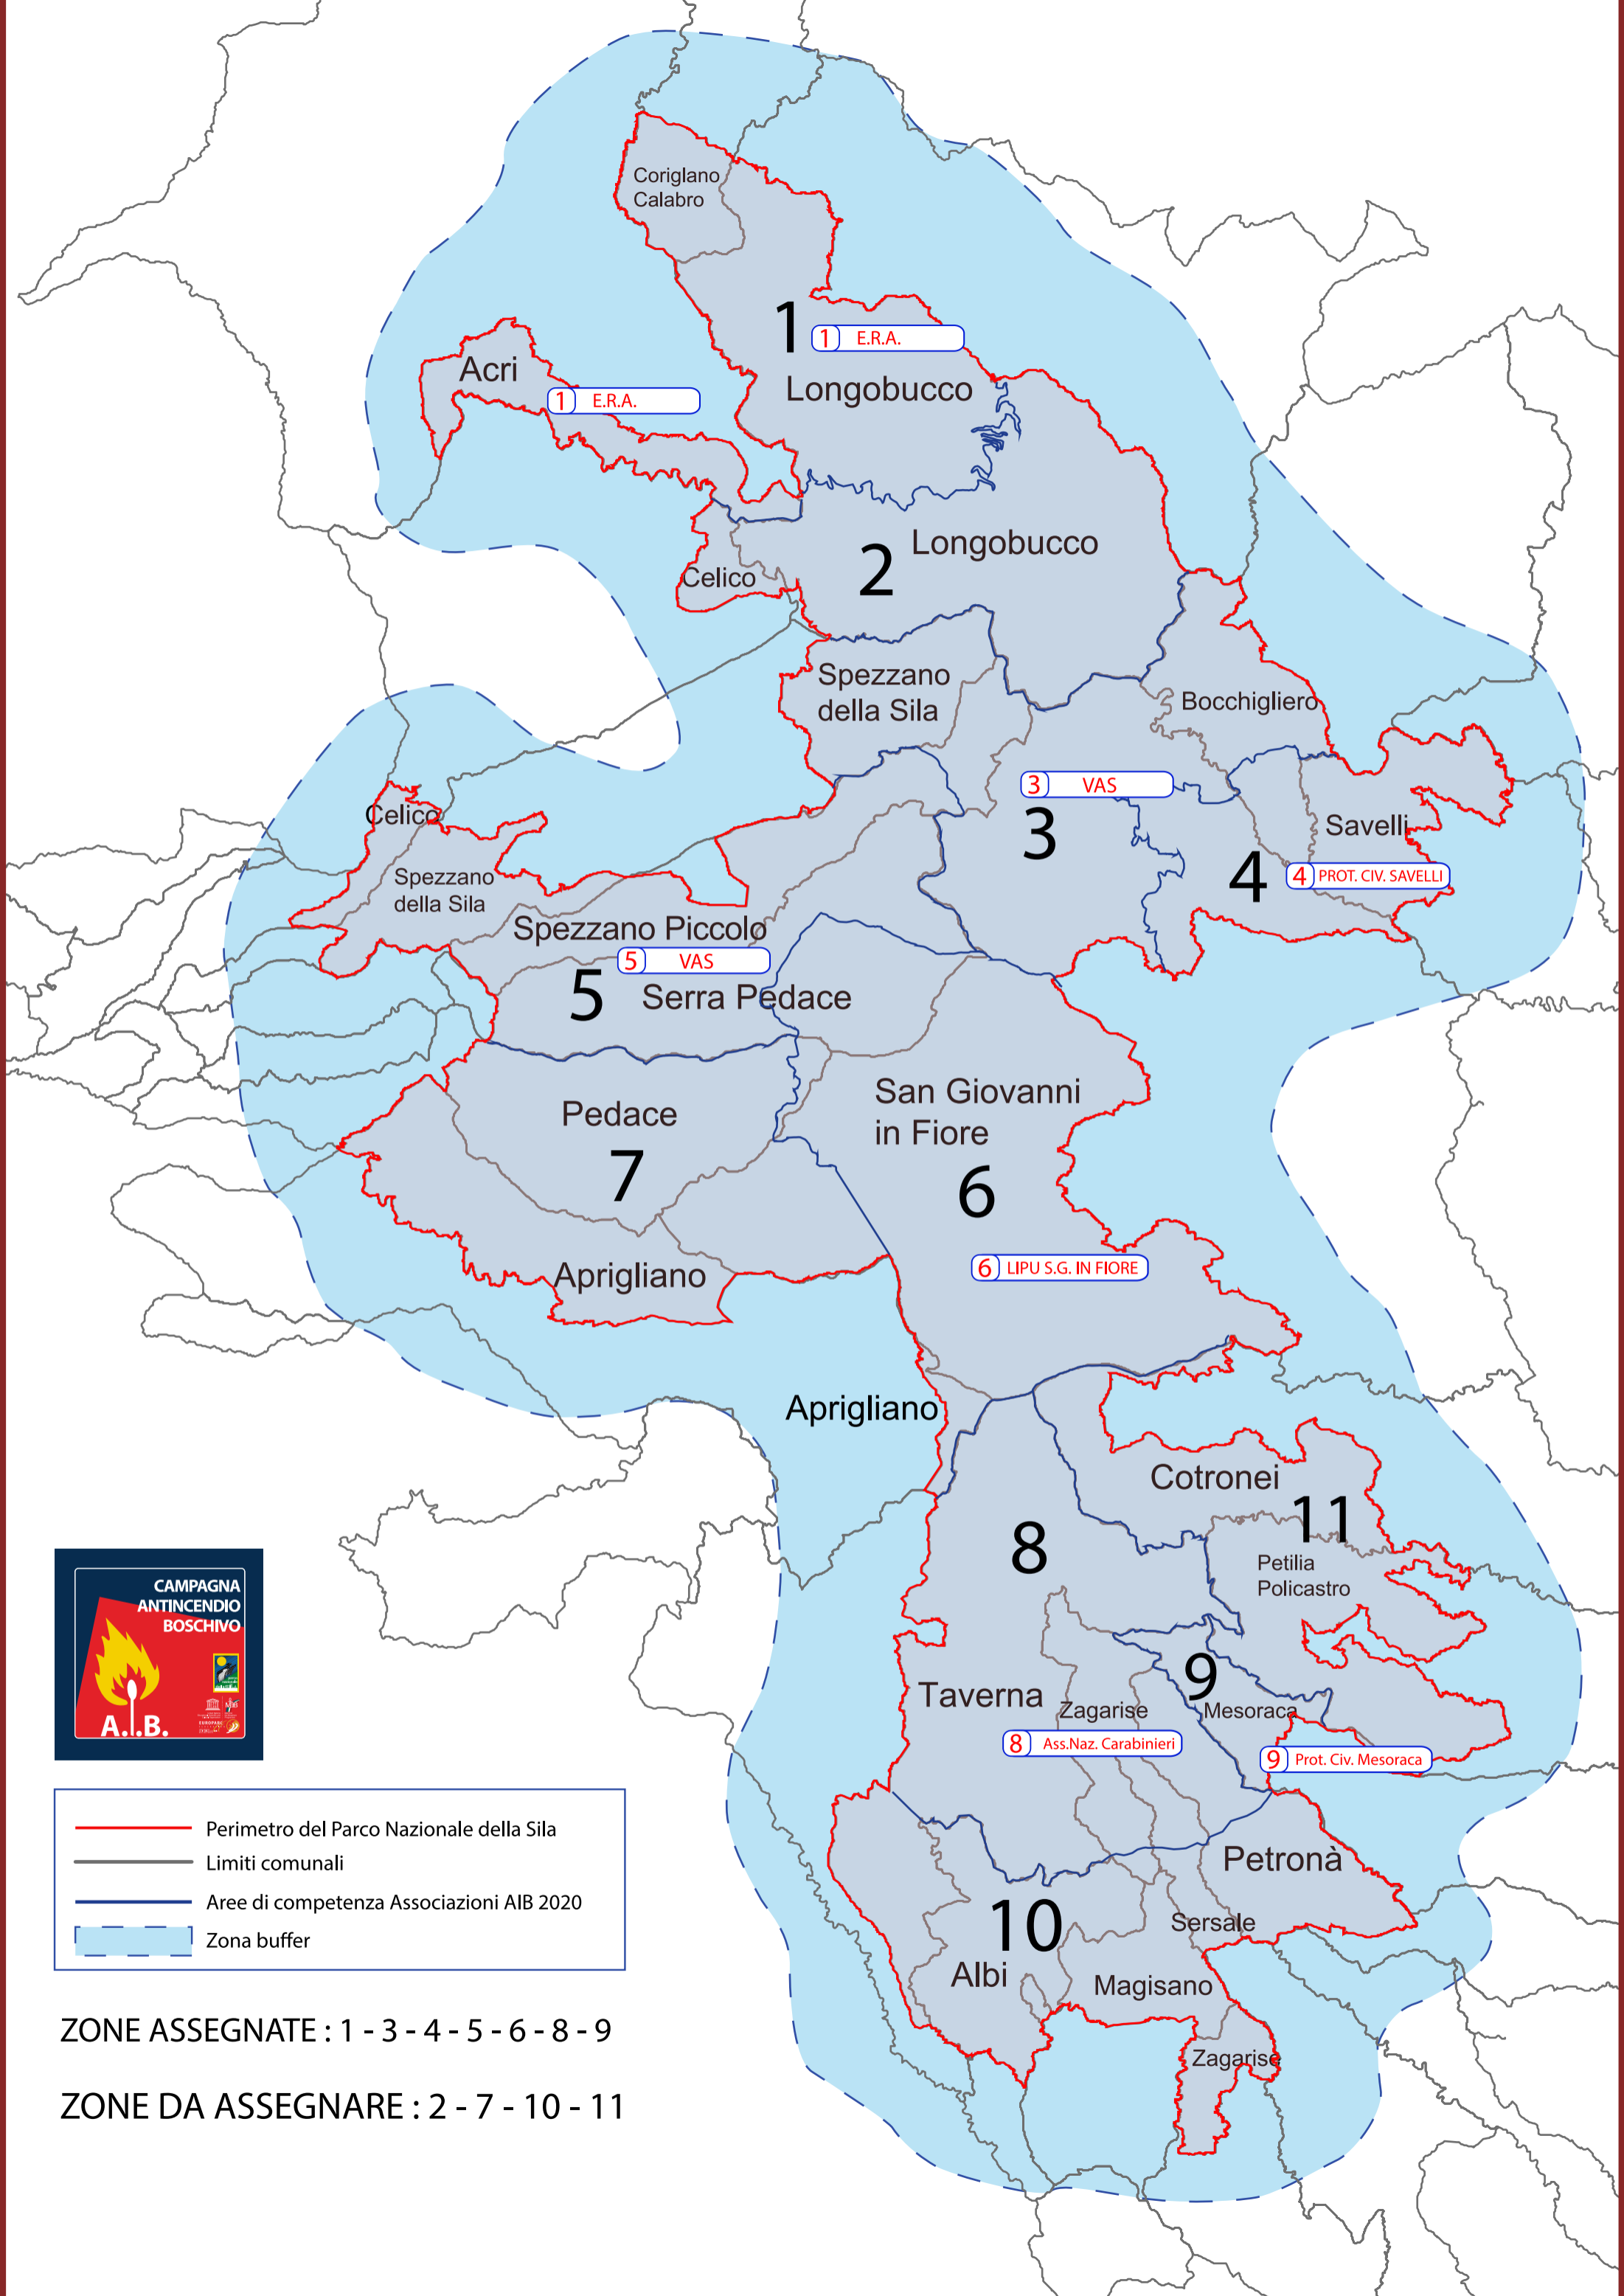 Coriglano
Calabro
1
1 E.R.A.
Acri
Longobucco
1 E.R.A.
Longobucco
2
Celico
Spezzano
della Sila
Bocchigliero
3 VAS
Celico
3
Savelli
4
4 PROT. CIV. SAVELLI
Spezzano
della Sila
Spezzano Piccolo
5 VAS
5
Serra Pedace
San Giovanni
in Fiore
Pedace
7
6
6 LIPU S.G. IN FIORE
Aprigliano
Aprigliano
Cotronei
11
8
Petilia
Policastro
9
Taverna
Zagarise
Mesoraca
8 Ass.Naz. Carabinieri
9 Prot. Civ. Mesoraca
Petronà
10
Sersale
Albi
Magisano
Zagarise
CAMPAGNA
ANTINCENDIO
BOSCHIVO
A.I.B.
Perimetro del Parco Nazionale della Sila
Limiti comunali
Aree di competenza Associazioni AIB 2020
Zona buffer
ZONE ASSEGNATE : 1 - 3 - 4 - 5 - 6 - 8 - 9
ZONE DA ASSEGNARE : 2 - 7 - 10 - 11